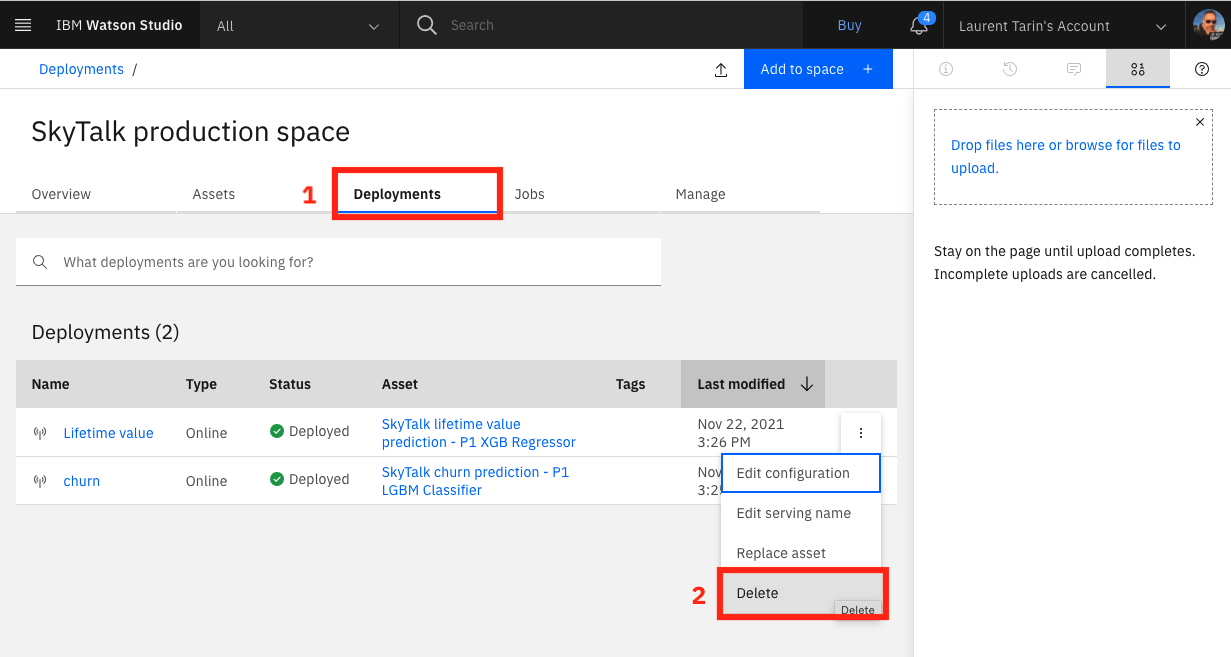 IBM Watson Studio
All
Search
Buy
4
Laurent Tarin's Account
Deployments /
Add to space +
SkyTalk production space
Overview
Assets
1
Deployments
Jobs
Manage
What deployments are you looking for?
Deployments (2)
Name Type Status Asset Tags Last modified
Lifetime value Online Deployed SkyTalk lifetime value Nov 22, 2021
prediction - P1 XGB Regressor 3:26 PM
churn Online Deployed SkyTalk churn prediction - P1 Nov
LGBM Classifier 3:2
Edit configuration
Edit serving name
Replace asset
2
Delete
Delete
Drop files here or browse for files to
upload.
Stay on the page until upload completes.
Incomplete uploads are cancelled.